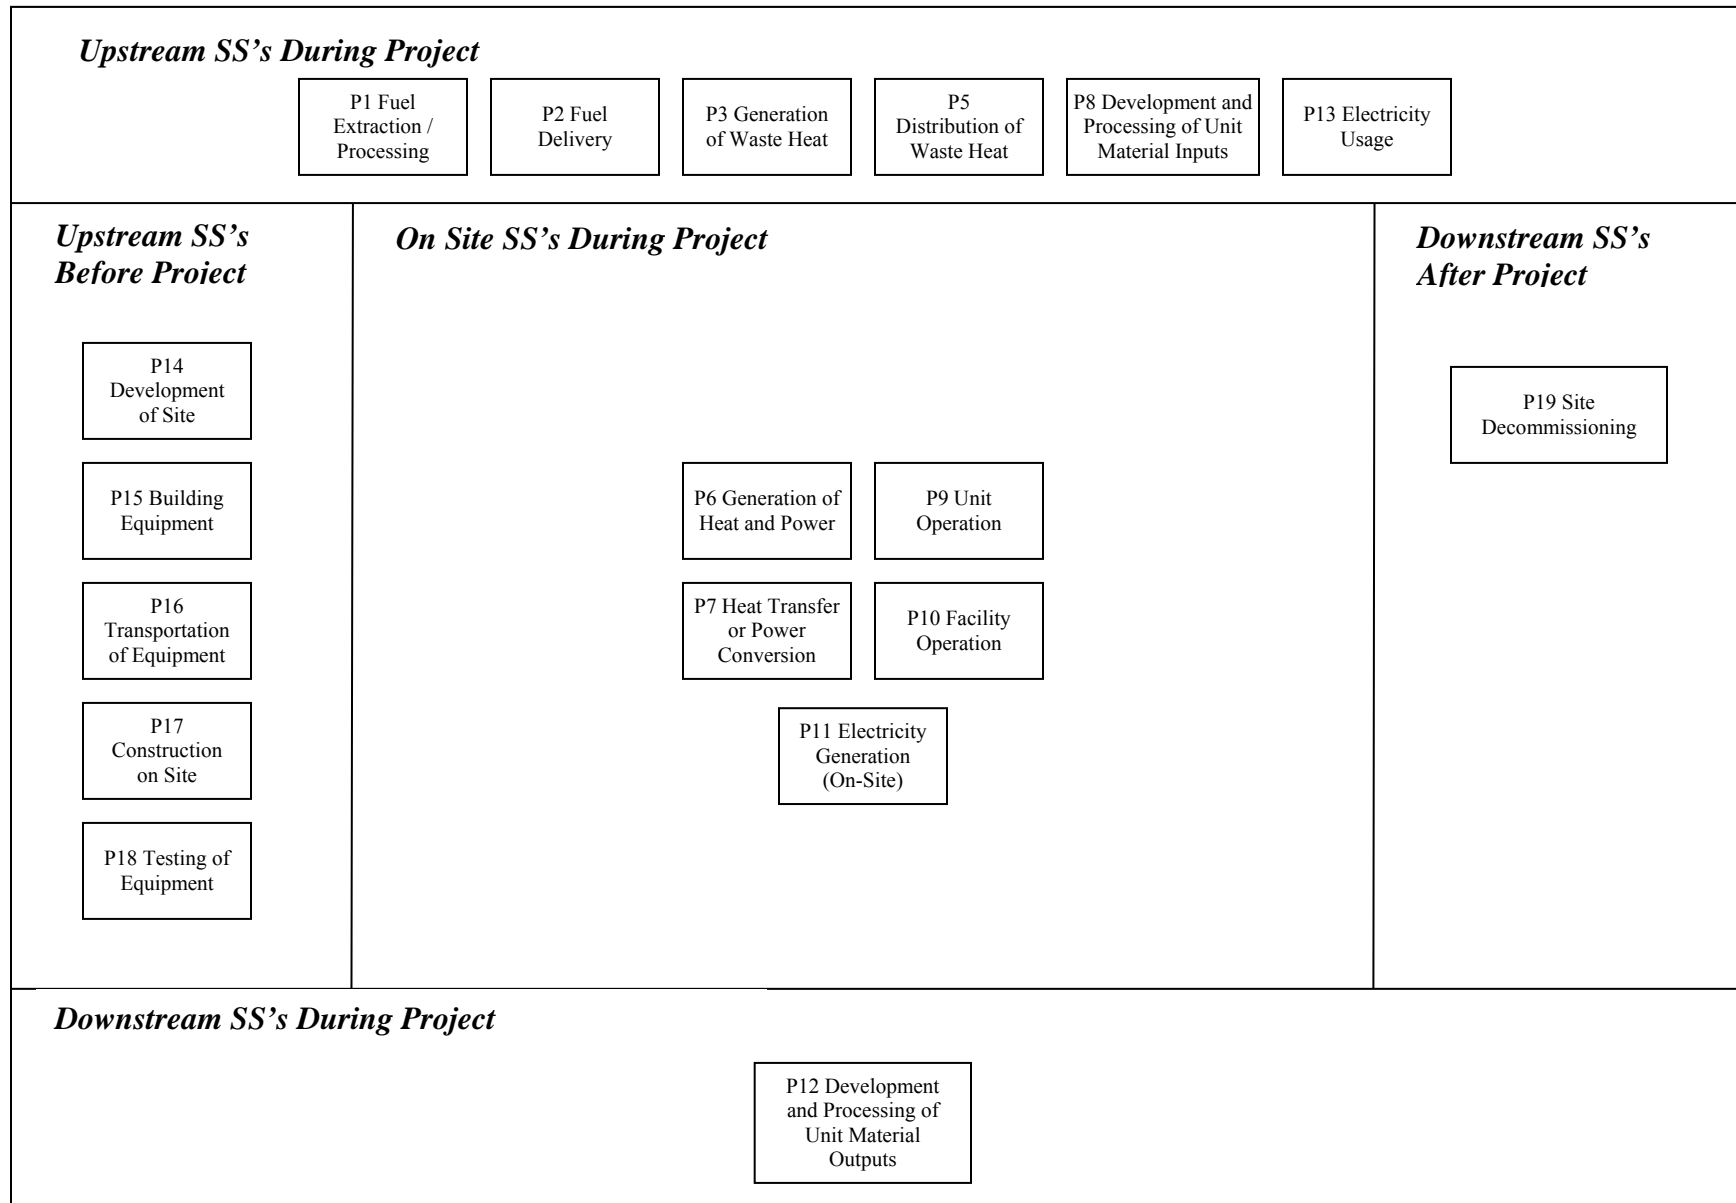 Upstream SS’s During Project
P1 Fuel
Extraction /
Processing
P2 Fuel
Delivery
P3 Generation
of Waste Heat
P5
Distribution of
Waste Heat
P8 Development and
Processing of Unit
Material Inputs
P13 Electricity
Usage
Upstream SS’s
Before Project
P14
Development
of Site
P15 Building
Equipment
P16
Transportation
of Equipment
P17
Construction
on Site
P18 Testing of
Equipment
On Site SS’s During Project
P6 Generation of
Heat and Power
P9 Unit
Operation
P7 Heat Transfer
or Power
Conversion
P10 Facility
Operation
P11 Electricity
Generation
(On-Site)
Downstream SS’s
After Project
P19 Site
Decommissioning
Downstream SS’s During Project
P12 Development
and Processing of
Unit Material
Outputs